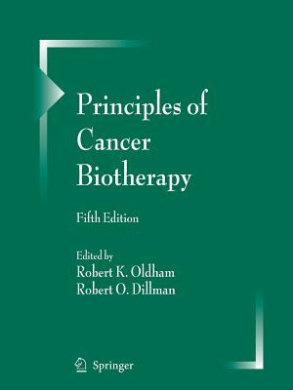 Principles of
Cancer
Biotherapy
Fifth Edition
Edited by
Robert K. Oldham
Robert O. Dillman
Springer